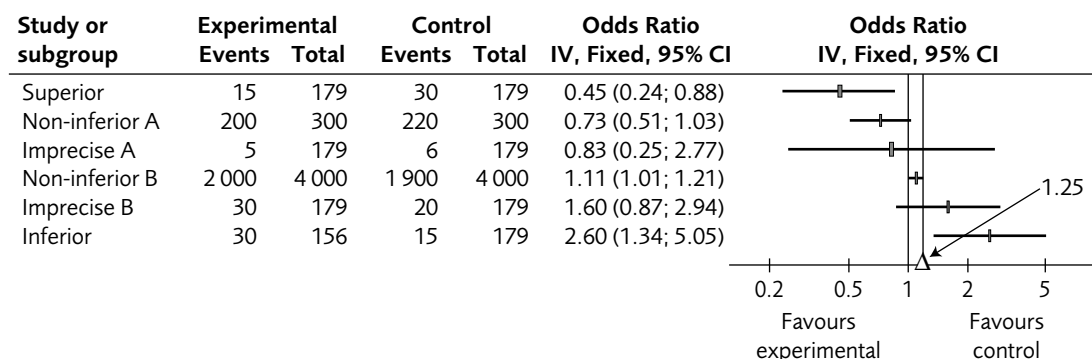 Study or Experimental Control Odds Ratio Odds Ratio
subgroup Events Total Events Total IV, Fixed, 95% CI IV, Fixed, 95% CI
Superior 15 179 30 179 0.45 (0.24; 0.88)
Non-inferior A 200 300 220 300 0.73 (0.51; 1.03)
Imprecise A 5 179 6 179 0.83 (0.25; 2.77)
Non-inferior B 2 000 4 000 1 900 4 000 1.11 (1.01; 1.21)
1.25
Imprecise B 30 179 20 179 1.60 (0.87; 2.94)
Inferior 30 156 15 179 2.60 (1.34; 5.05)
0.2 0.5 1 2 5
Favours Favours
experimental control